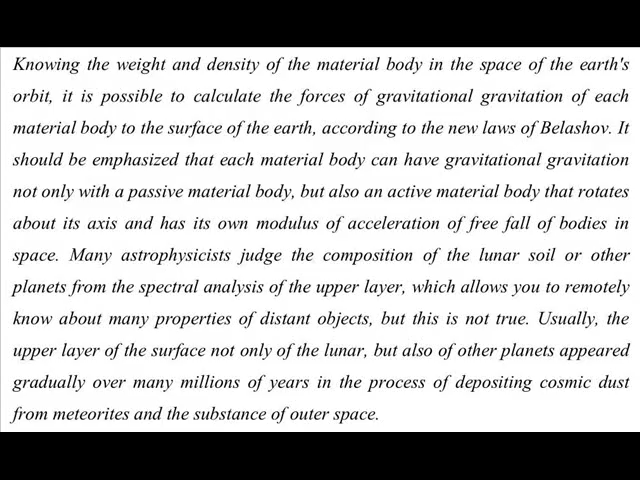 Knowing the weight and density of the material body in the space of the earth's
orbit, it is possible to calculate the forces of gravitational gravitation of each
material body to the surface of the earth, according to the new laws of Belashov. It
should be emphasized that each material body can have gravitational gravitation
not only with a passive material body, but also an active material body that rotates
about its axis and has its own modulus of acceleration of free fall of bodies in
space. Many astrophysicists judge the composition of the lunar soil or other
planets from the spectral analysis of the upper layer, which allows you to remotely
know about many properties of distant objects, but this is not true. Usually, the
upper layer of the surface not only of the lunar, but also of other planets appeared
gradually over many millions of years in the process of depositing cosmic dust
from meteorites and the substance of outer space.